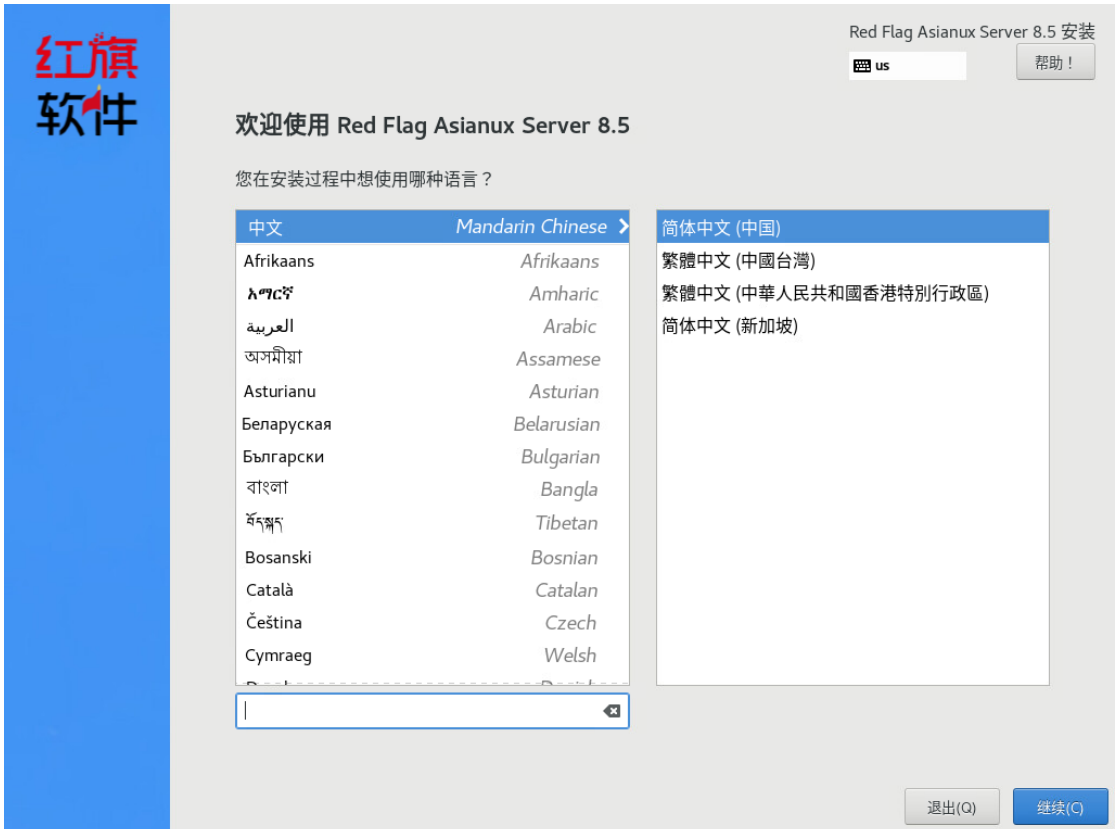 红旗
软件
Red Flag Asianux Server 8.5 安装
us
帮助！
欢迎使用 Red Flag Asianux Server 8.5
您在安装过程中想使用哪种语言？
中文 Mandarin Chinese
简体中文 (中国)
Afrikaans Afrikaans
繁體中文 (中國台灣)
አማርኛ Amharic
繁體中文 (中華人民共和國香港特別行政區)
العربية Arabic
简体中文 (新加坡)
অসমীয়া Assamese
Asturianu Asturian
Беларуская Belarusian
Български Bulgarian
বাংলা Bangla
བོད་སྐད་ Tibetan
Bosanski Bosnian
Català Catalan
Čeština Czech
Cymraeg Welsh
退出(Q)
继续(C)